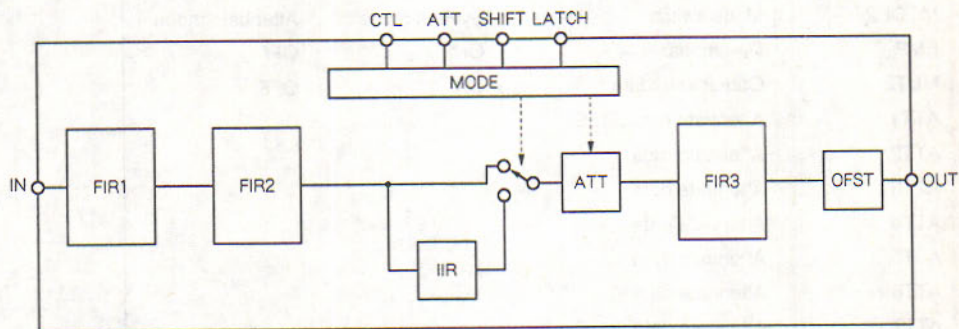 CTL ATT SHIFT LATCH
MODE
IN FIR1 FIR2 ATT FIR3 OFST OUT
IIR